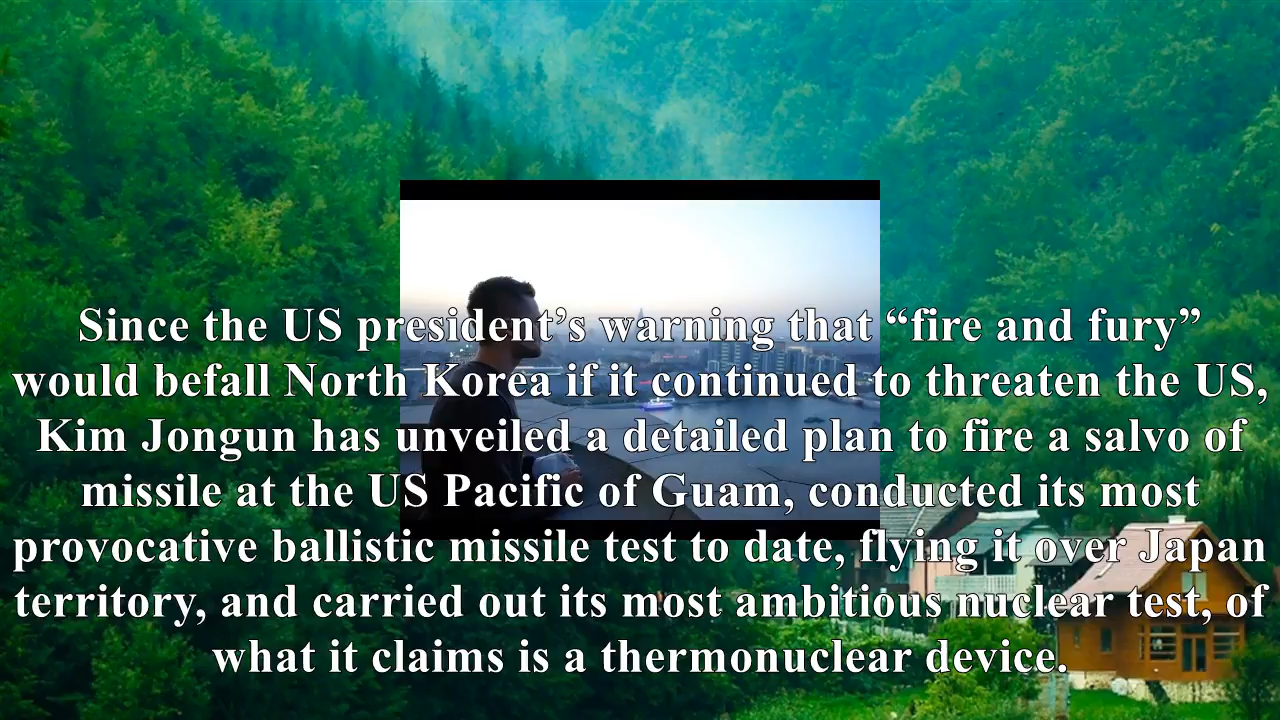 Since the US president’s warning that “fire and fury”
would befall North Korea if it continued to threaten the US,
Kim Jongun has unveiled a detailed plan to fire a salvo of
missile at the US Pacific of Guam, conducted its most
provocative ballistic missile test to date, flying it over Japan
territory, and carried out its most ambitious nuclear test, of
what it claims is a thermonuclear device.